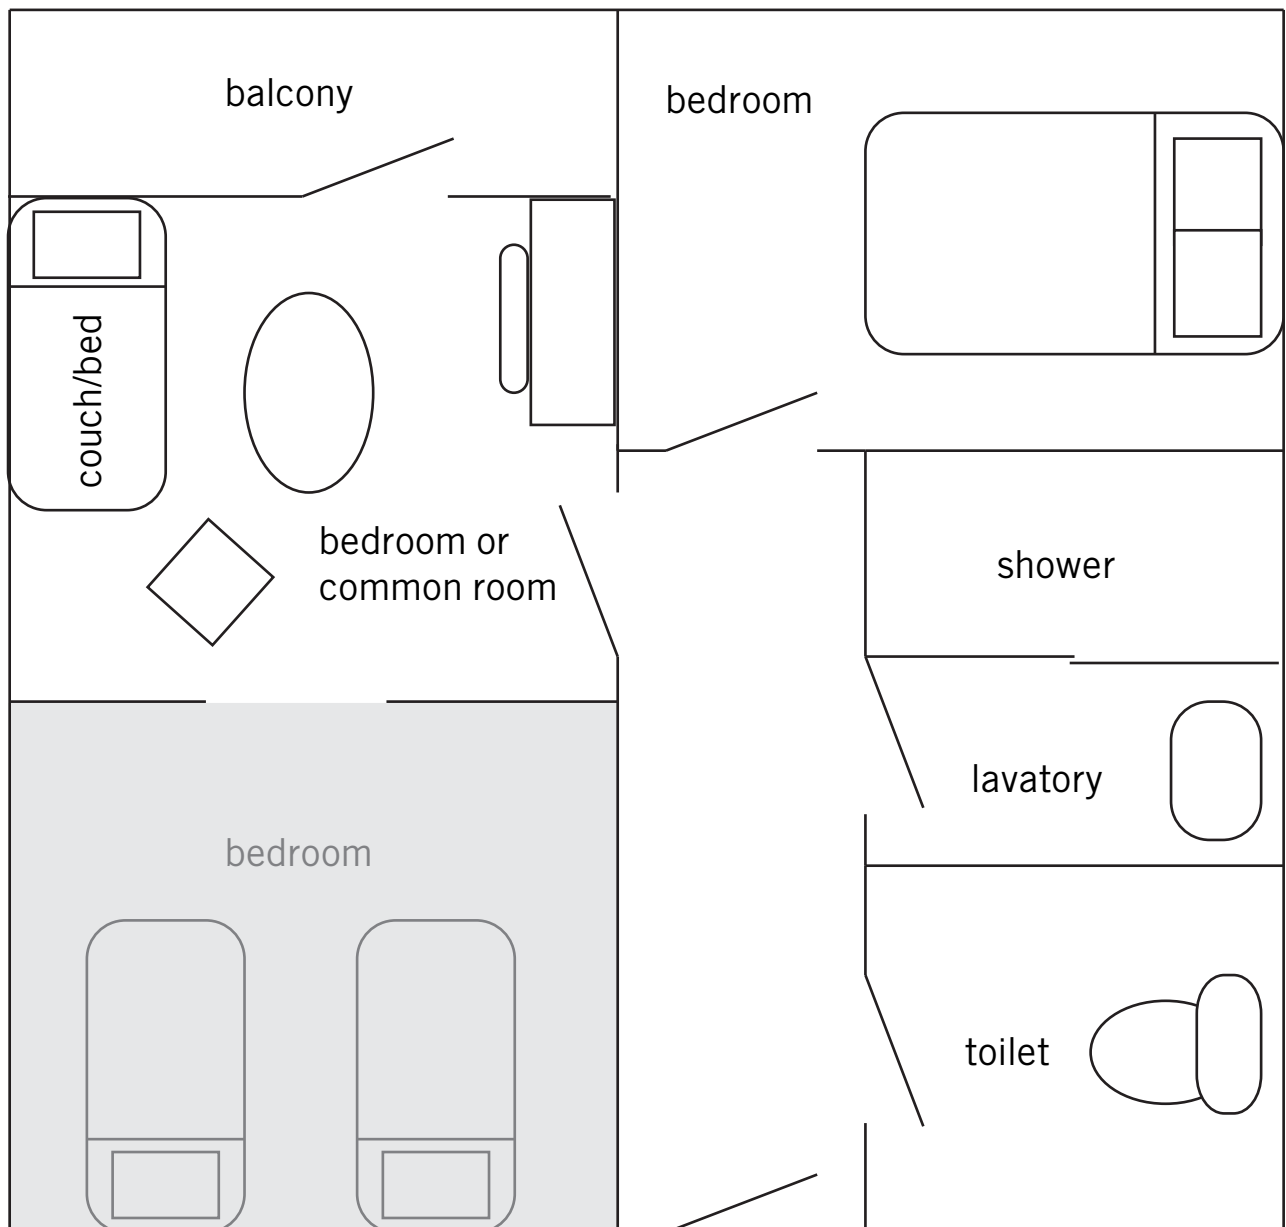 balcony
bedroom
couch/bed
bedroom or
common room
shower
lavatory
bedroom
toilet